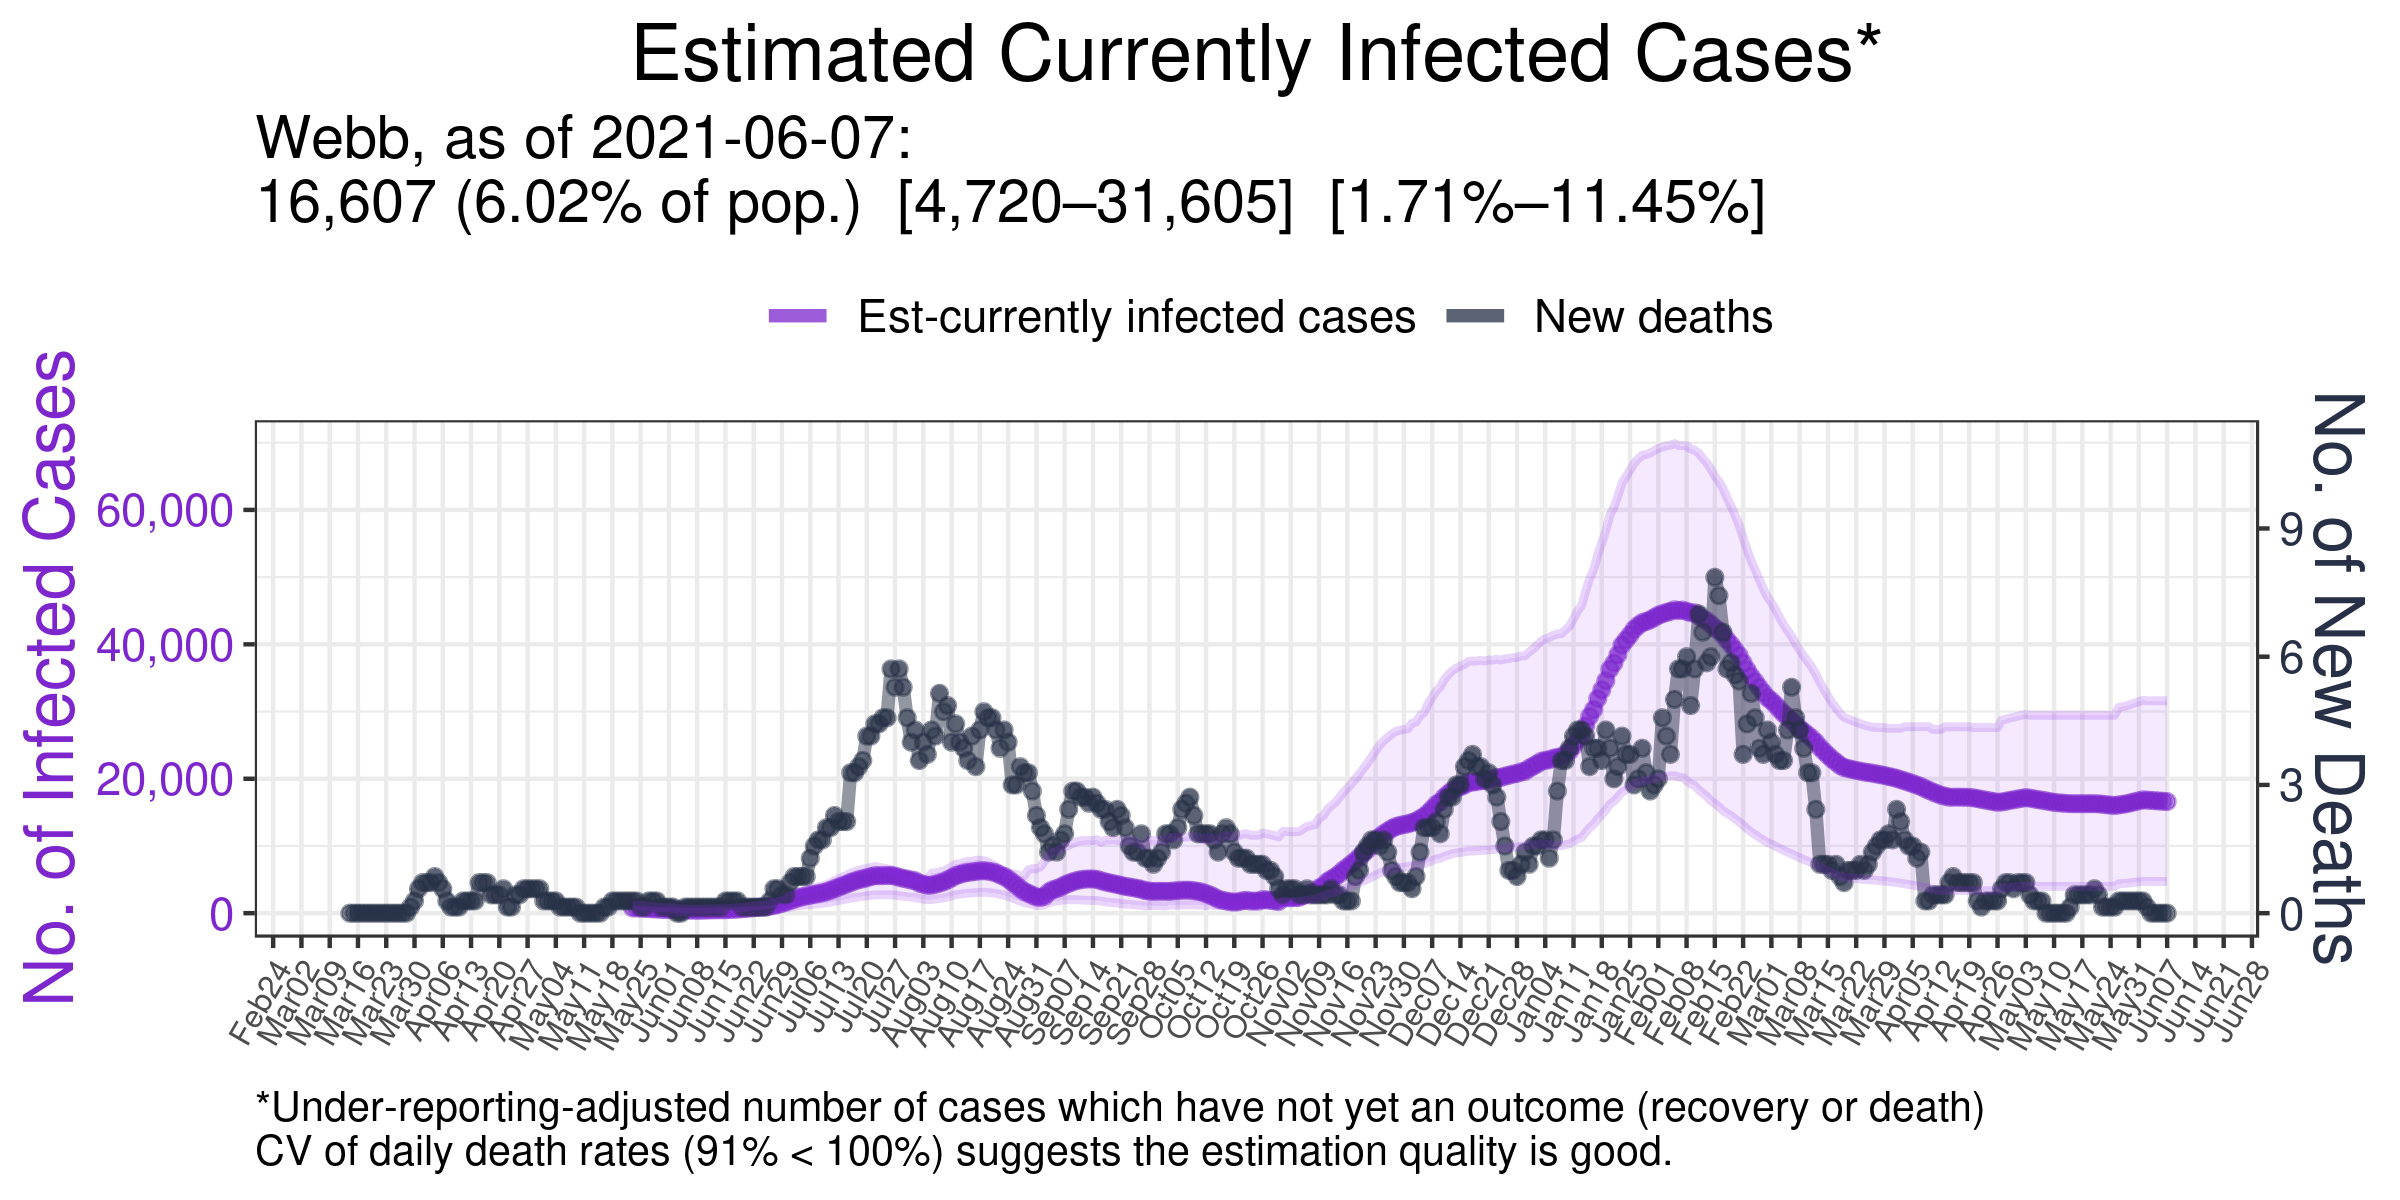 Estimated Currently Infected Cases*
Webb, as of 2021-06-07:
16,607 (6.02% of pop.) [4,720–31,605] [1.71%–11.45%]
Est-currently infected cases
New deaths
No. of Infected Cases
60,000
40,000
20,000
0
9
6
3
0
No. of New Deaths
Feb24
Mar02
Mar09
Mar16
Mar23
Mar30
Apr06
Apr13
Apr20
Apr27
May04
May11
May18
May25
Jun01
Jun08
Jun15
Jun22
Jun29
Jul06
Jul13
Jul20
Jul27
Aug03
Aug10
Aug17
Aug24
Aug31
Sep07
Sep14
Sep21
Sep28
Oct05
Oct12
Oct19
Oct26
Nov02
Nov09
Nov16
Nov23
Nov30
Dec07
Dec14
Dec21
Dec28
Jan04
Jan11
Jan18
Jan25
Feb01
Feb08
Feb15
Feb22
Mar01
Mar08
Mar15
Mar22
Mar29
Apr05
Apr12
Apr19
Apr26
May03
May10
May17
May24
May31
Jun07
Jun14
Jun21
Jun28
*Under-reporting-adjusted number of cases which have not yet an outcome (recovery or death)
CV of daily death rates (91% < 100%) suggests the estimation quality is good.